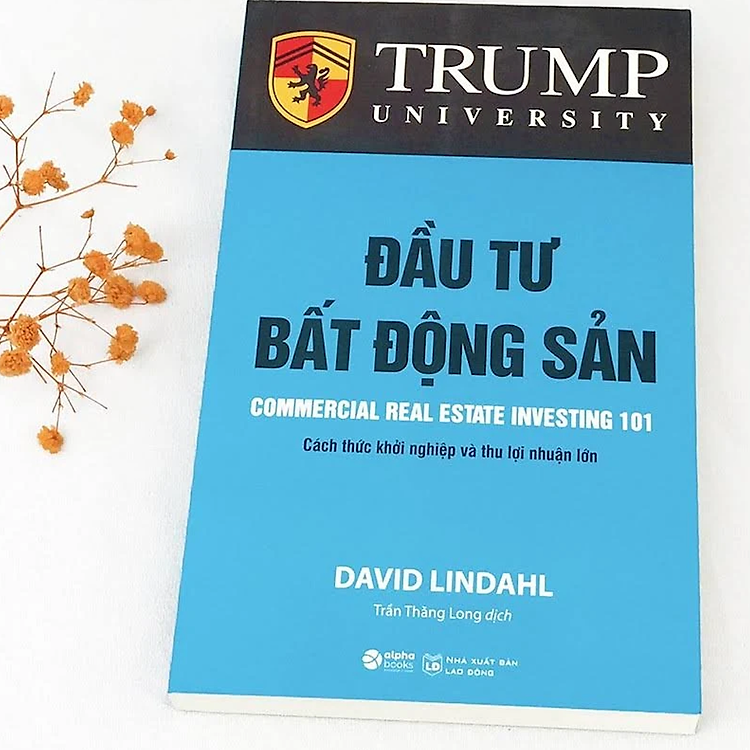 TRUMP
UNIVERSITY
ĐẦU TƯ
BẤT ĐỘNG SẢN
COMMERCIAL REAL ESTATE INVESTING 101
Cách thức khởi nghiệp và thu lợi nhuận lớn
DAVID LINDAHL
Trần Thăng Long dịch
alpha
books
LĐ
NHÀ XUẤT BẢN
LAO ĐỘNG